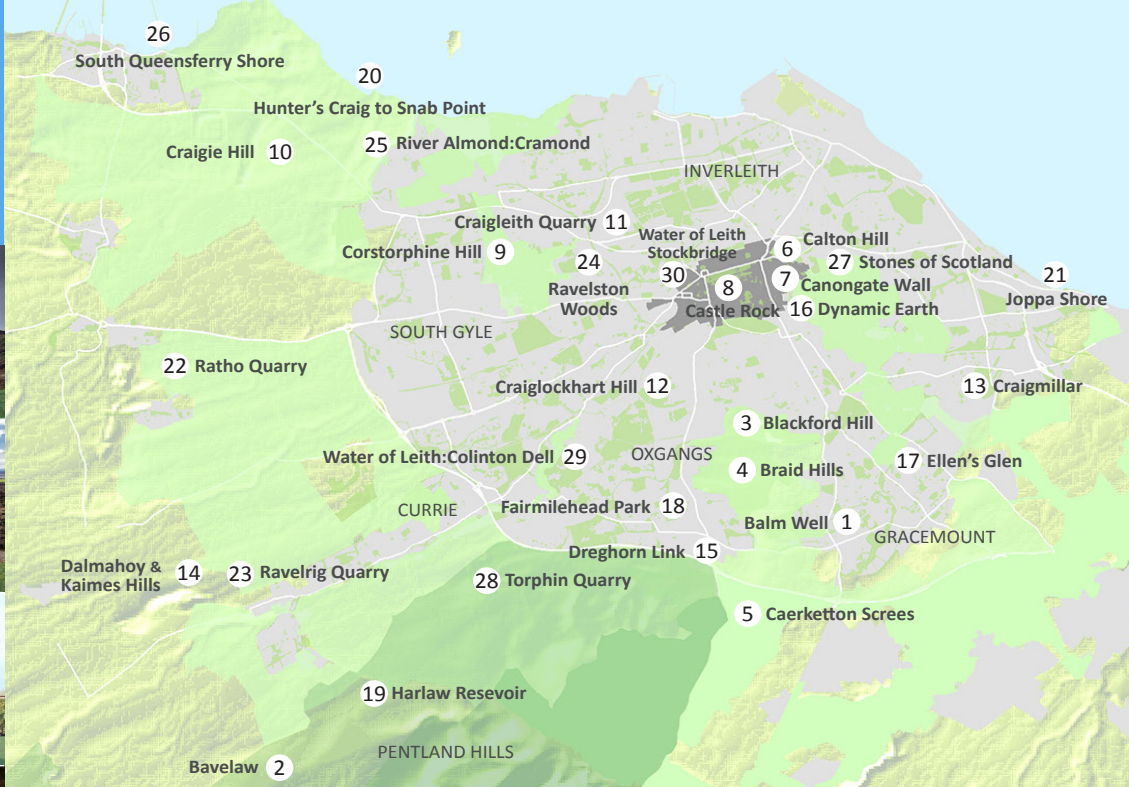 26
South Queensferry Shore
20
Hunter's Craig to Snab Point
Craigie Hill 10
25 River Almond:Cramond
INVERLEITH
Craigleith Quarry 11
Water of Leith
Stockbridge
30
6 Calton Hill
Corstorphine Hill 9
24
Ravelston
Woods
27 Stones of Scotland
7 Canongate Wall
8
Castle Rock
16 Dynamic Earth
21
Joppa Shore
SOUTH GYLE
22 Ratho Quarry
Craiglockhart Hill 12
13 Craigmillar
3 Blackford Hill
Water of Leith:Colinton Dell 29
OXGANGS
4 Braid Hills
17 Ellen's Glen
CURRIE
Fairmilehead Park 18
Balm Well 1
GRACEMOUNT
Dreghorn Link 15
Dalmahoy &
Kaimes Hills 14
23 Ravelrig Quarry
28 Torphin Quarry
5 Caerketton Screes
19 Harlaw Resevoir
PENTLAND HILLS
Bavelaw 2